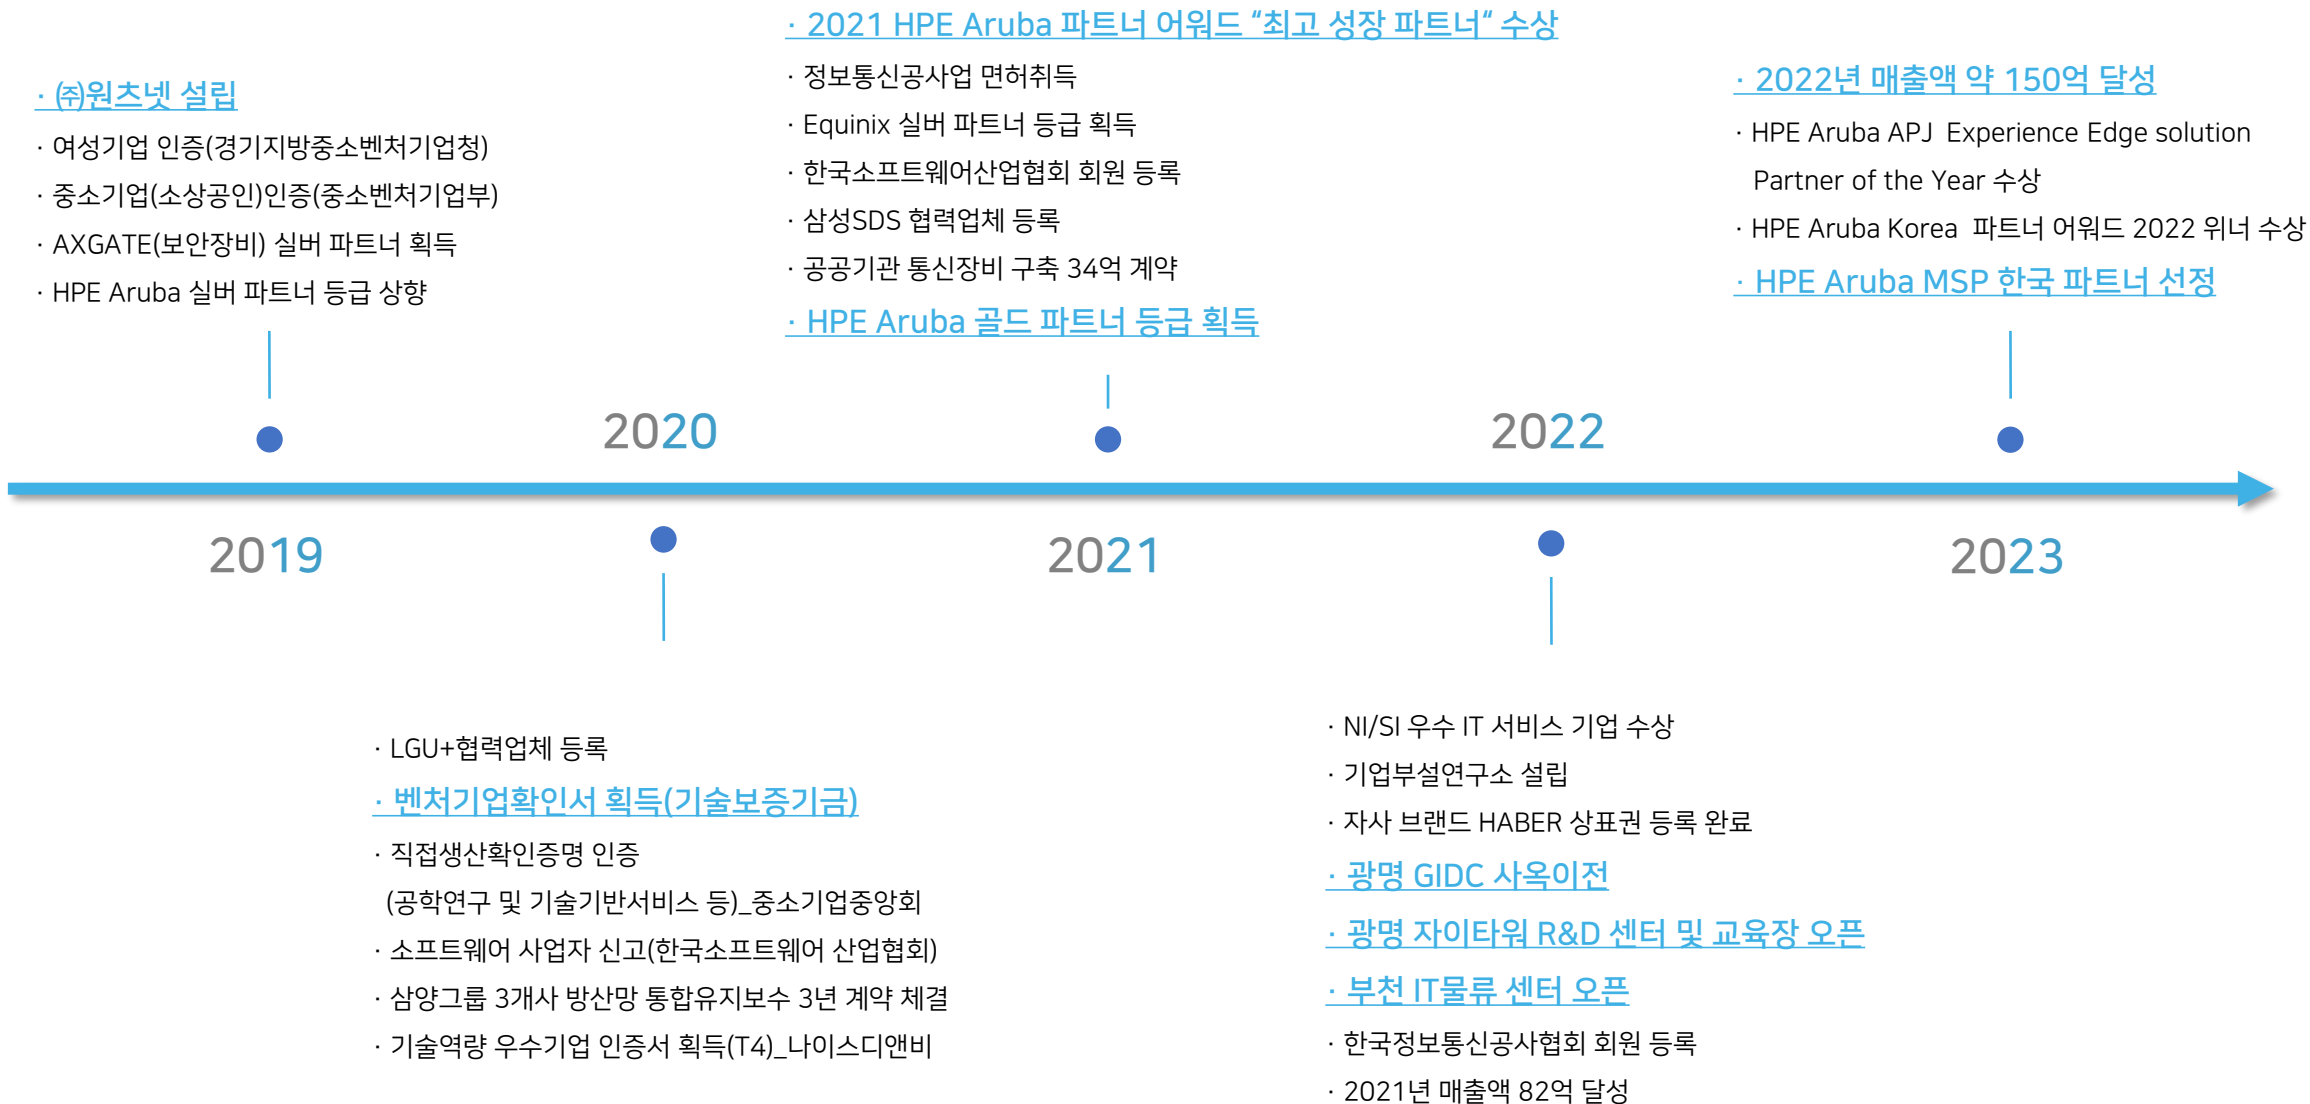 · ㈜원츠넷 설립
· 여성기업 인증(경기지방중소벤처기업청)
· 중소기업(소상공인)인증(중소벤처기업부)
· AXGATE(보안장비) 실버 파트너 획득
· HPE Aruba 실버 파트너 등급 상향
2019
2020
· LGU+협력업체 등록
· 벤처기업확인서 획득(기술보증기금)
· 직접생산확인증명 인증
(공학연구 및 기술기반서비스 등)_중소기업중앙회
· 소프트웨어 사업자 신고(한국소프트웨어 산업협회)
· 삼양그룹 3개사 방산망 통합유지보수 3년 계약 체결
· 기술역량 우수기업 인증서 획득(T4)_나이스디앤비
· 2021 HPE Aruba 파트너 어워드 “최고 성장 파트너“ 수상
· 정보통신공사업 면허취득
· Equinix 실버 파트너 등급 획득
· 한국소프트웨어산업협회 회원 등록
· 삼성SDS 협력업체 등록
· 공공기관 통신장비 구축 34억 계약
· HPE Aruba 골드 파트너 등급 획득
2021
2022
· NI/SI 우수 IT 서비스 기업 수상
· 기업부설연구소 설립
· 자사 브랜드 HABER 상표권 등록 완료
· 광명 GIDC 사옥이전
· 광명 자이타워 R&D 센터 및 교육장 오픈
· 부천 IT물류 센터 오픈
· 한국정보통신공사협회 회원 등록
· 2021년 매출액 82억 달성
· 2022년 매출액 약 150억 달성
· HPE Aruba APJ  Experience Edge solution
Partner of the Year 수상
· HPE Aruba Korea  파트너 어워드 2022 위너 수상
· HPE Aruba MSP 한국 파트너 선정
2023